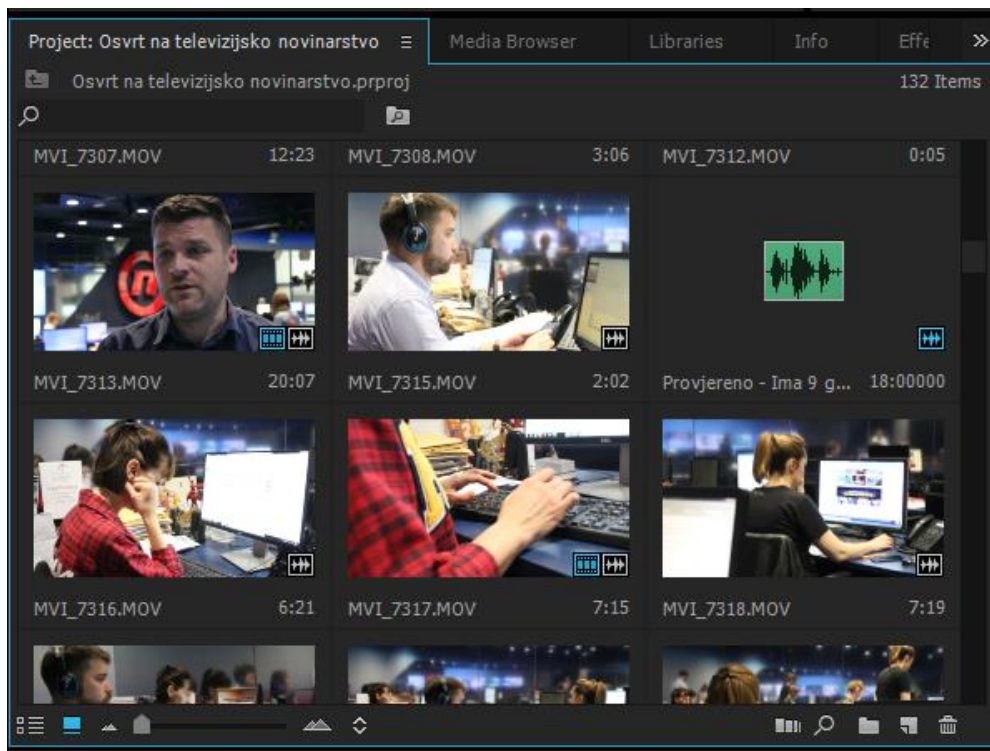 Project: Osvrt na televizijsko novinarstvo Media Browser Libraries Info Effe
Osvrt na televizijsko novinarstvo.prproj 132 Items
MVI_7307.MOV 12:23 MVI_7308.MOV 3:06 MVI_7312.MOV 0:05
MVI_7313.MOV 20:07 MVI_7315.MOV 2:02 Provjereno - Ima 9 g... 18:00000
MVI_7316.MOV 6:21 MVI_7317.MOV 7:15 MVI_7318.MOV 7:19